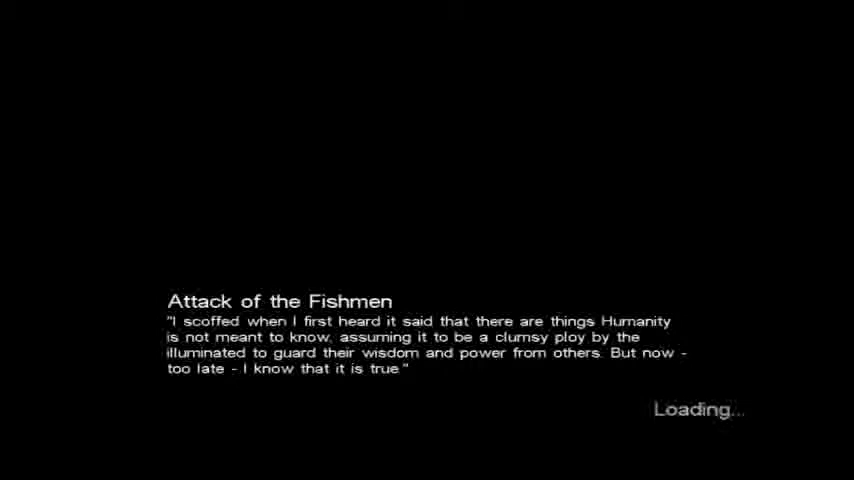 Attack of the Fishmen
"I scoffed when I first heard it said that there are things Humanity
is not meant to know, assuming it to be a clumsy ploy by the
illuminated to guard their wisdom and power from others. But now -
too late - I know that it is true."
Loading...